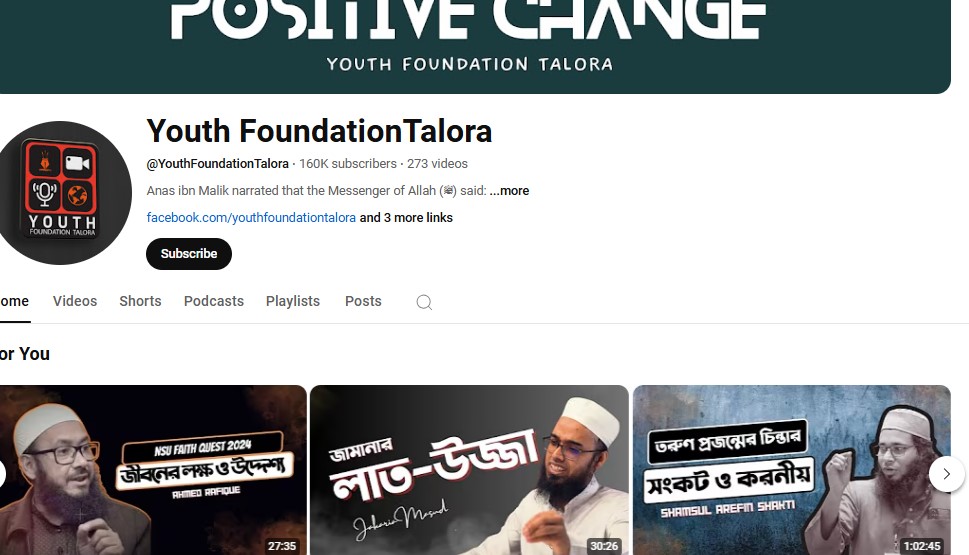 POSITIVE CHANGE
YOUTH FOUNDATION TALORA
YOUTH
FOUNDATION TALORA
Youth FoundationTalora
@YouthFoundationTalora · 160K subscribers · 273 videos
Anas ibn Malik narrated that the Messenger of Allah (ﷺ) said: ...more
facebook.com/youthfoundationtalora and 3 more links
Subscribe
ome Videos Shorts Podcasts Playlists Posts
or You
NSU FAITH QUEST 2024
জীবনের লক্ষ ও উদ্দেশ্য
AHMED RAFIQUE
27:35
জামানার
লাত-উজ্জা
Jakaria Masud
30:26
তরুণ প্রজন্মের চিন্তার
সংকট ও করনীয়
SHAMSUL AREFIN SHAKTI
1:02:45